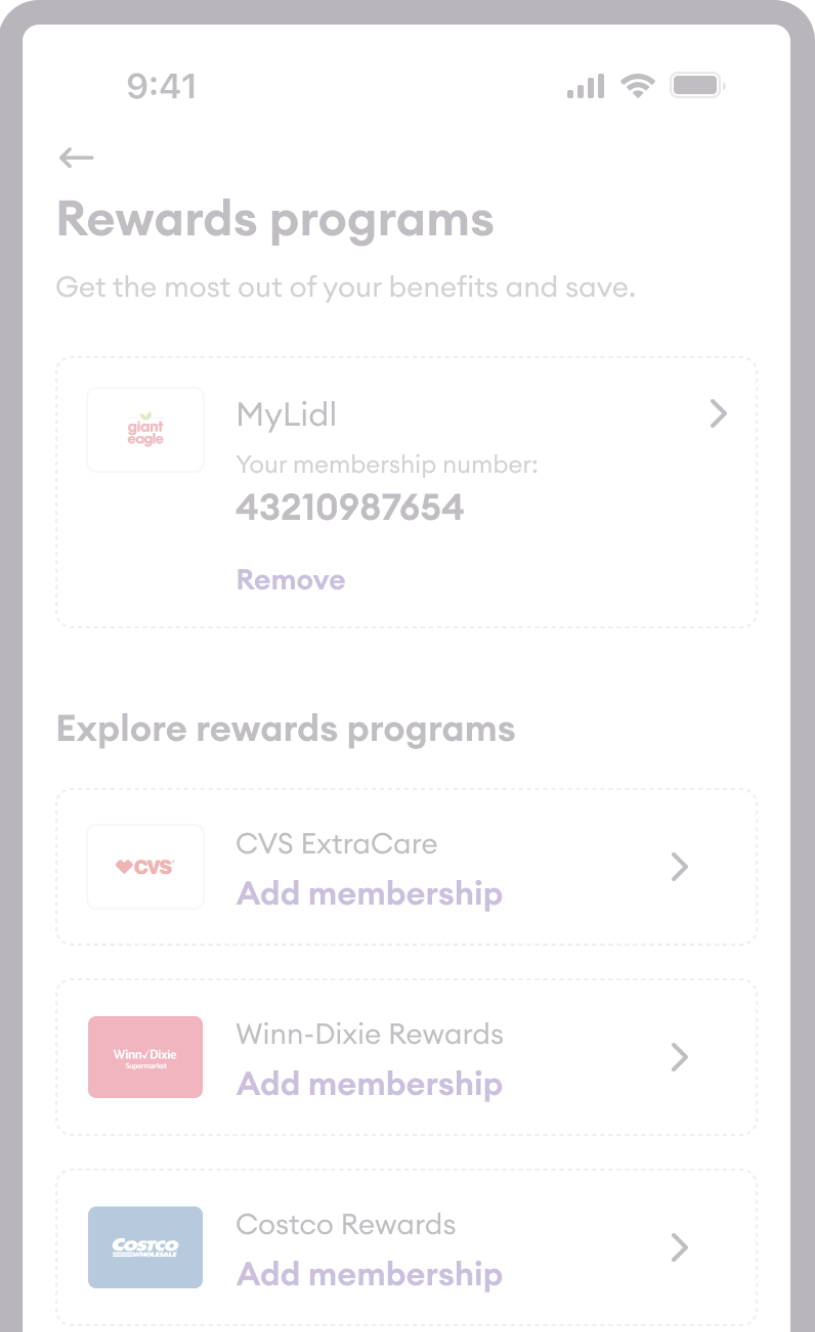 9:41
Rewards programs
Get the most out of your benefits and save.
giant
eagle
MyLidl
Your membership number:
43210987654
Remove
Explore rewards programs
CVS
CVS ExtraCare
Add membership
Winn✓Dixie
Supermarket
Winn-Dixie Rewards
Add membership
COSTCO
WHOLESALE
Costco Rewards
Add membership